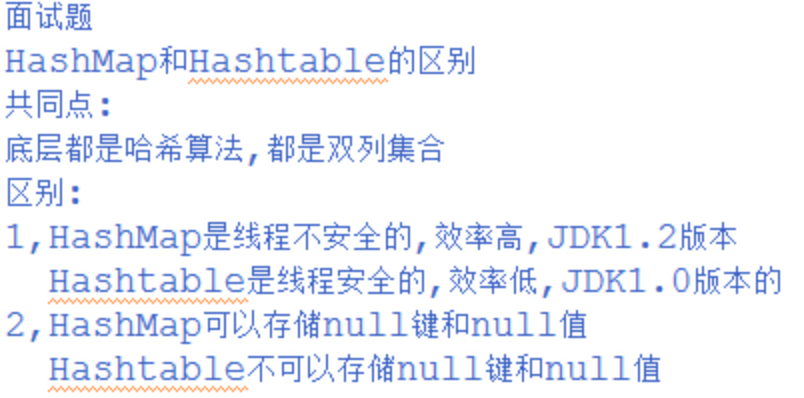 面试题
HashMap和Hashtable的区别
共同点:
底层都是哈希算法,都是双列集合
区别:
1,HashMap是线程不安全的,效率高,JDK1.2版本
Hashtable是线程安全的,效率低,JDK1.0版本的
2,HashMap可以存储null键和null值
Hashtable不可以存储null键和null值